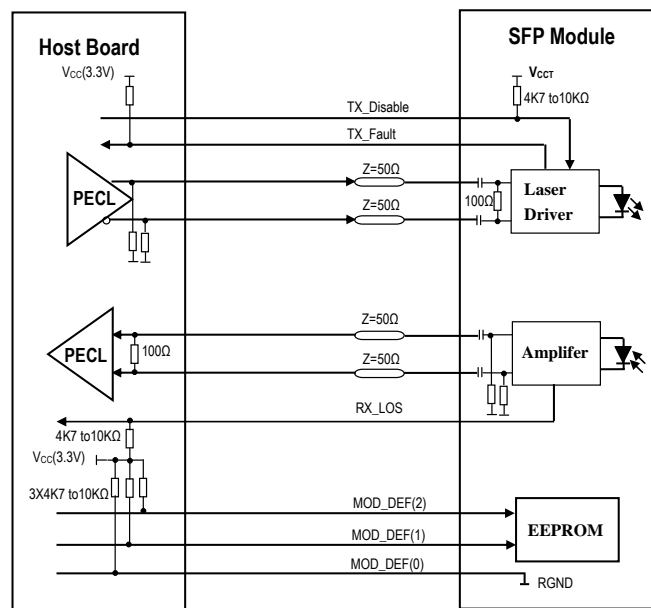 Host Board
SFP Module
VCC(3.3V)
VCCT
4K7 to10KΩ
TX_Disable
TX_Fault
PECL
Z=50Ω
Z=50Ω
100Ω
Laser
Driver
PECL
100Ω
Z=50Ω
Z=50Ω
Amplifer
RX_LOS
4K7 to10KΩ
VCC(3.3V)
3X4K7 to10KΩ
MOD_DEF(2)
MOD_DEF(1)
EEPROM
MOD_DEF(0)
RGND